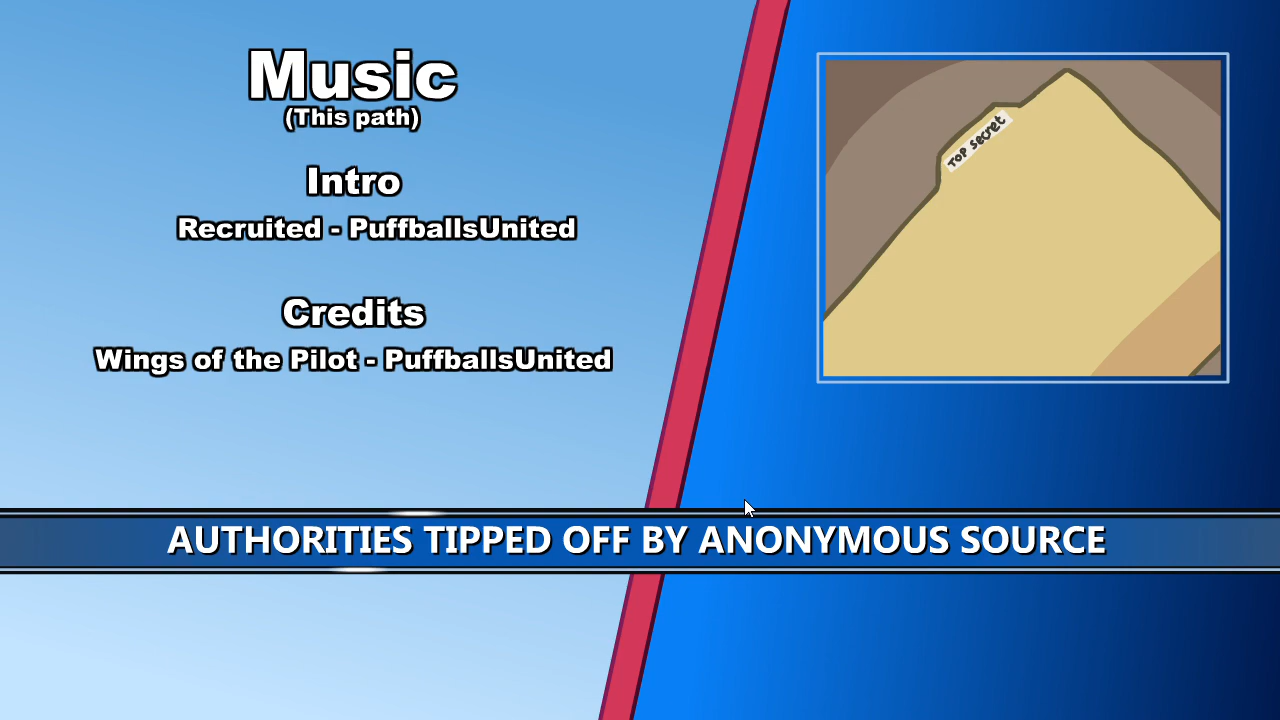 Music
(This path)
Intro
Recruited - PuffballsUnited
Credits
Wings of the Pilot - PuffballsUnited
TOP SECRET
AUTHORITIES TIPPED OFF BY ANONYMOUS SOURCE